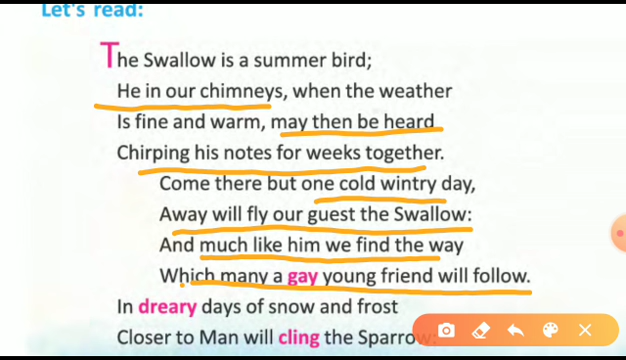 Let's read:
The Swallow is a summer bird;
He in our chimneys, when the weather
Is fine and warm, may then be heard
Chirping his notes for weeks together.
Come there but one cold wintry day,
Away will fly our guest the Swallow:
And much like him we find the way
Which many a gay young friend will follow.
In dreary days of snow and frost
Closer to Man will cling the Sparrow: